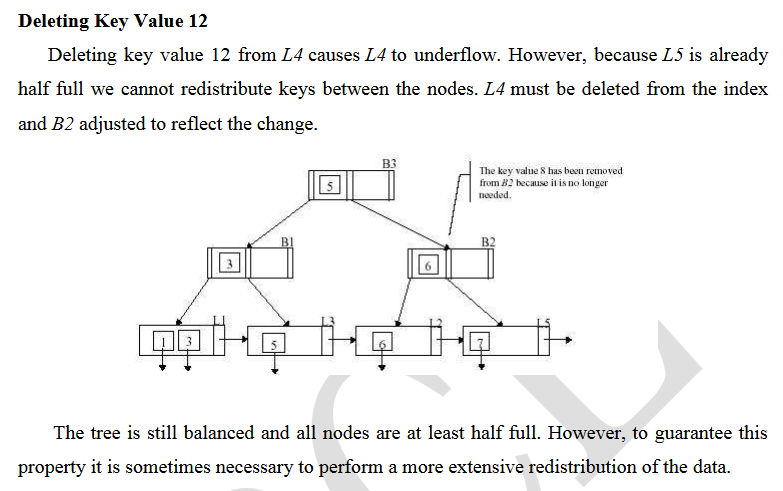 Deleting Key Value 12
Deleting key value 12 from L4 causes L4 to underflow. However, because L5 is already
half full we cannot redistribute keys between the nodes. L4 must be deleted from the index
and B2 adjusted to reflect the change.
B3
The key value 8 has been removed
from B2 because it is no longer
needed.
5
B1
B2
3
6
L1
L3
L2
L5
1 3
5
6
7
The tree is still balanced and all nodes are at least half full. However, to guarantee this
property it is sometimes necessary to perform a more extensive redistribution of the data.